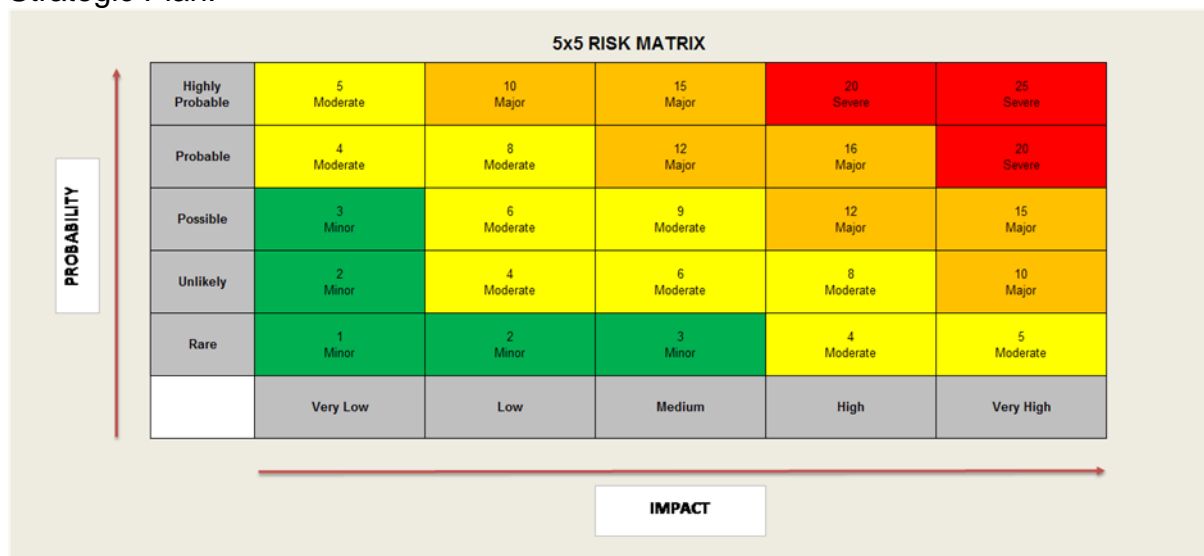 Strategic Plan.
5x5 RISK MATRIX
Highly
Probable
5
Moderate
10
Major
15
Major
20
Severe
25
Severe
Probable
4
Moderate
8
Moderate
12
Major
16
Major
20
Severe
PROBABILITY
Possible
3
Minor
6
Moderate
9
Moderate
12
Major
15
Major
Unlikely
2
Minor
4
Moderate
6
Moderate
8
Moderate
10
Major
Rare
1
Minor
2
Minor
3
Minor
4
Moderate
5
Moderate
Very Low
Low
Medium
High
Very High
IMPACT